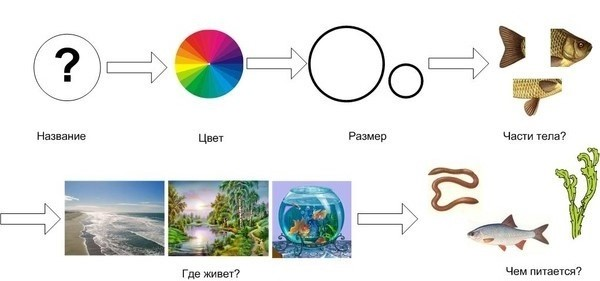 ?
Название
Цвет
Размер
Части тела?
Где живет?
Чем питается?